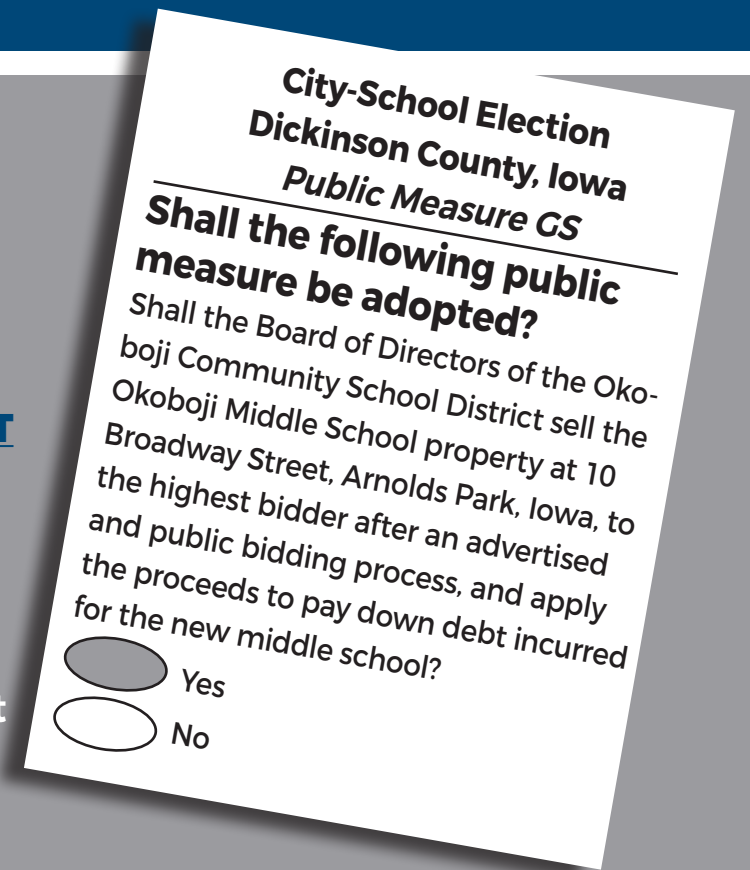 City-School Election
Dickinson County, Iowa
Public Measure GS
Shall the following public
measure be adopted?
Shall the Board of Directors of the Oko-
boji Community School District sell the
Okoboji Middle School property at 10
Broadway Street, Arnolds Park, Iowa, to
the highest bidder after an advertised
and public bidding process, and apply
the proceeds to pay down debt incurred
for the new middle school?
Yes
No
T
t